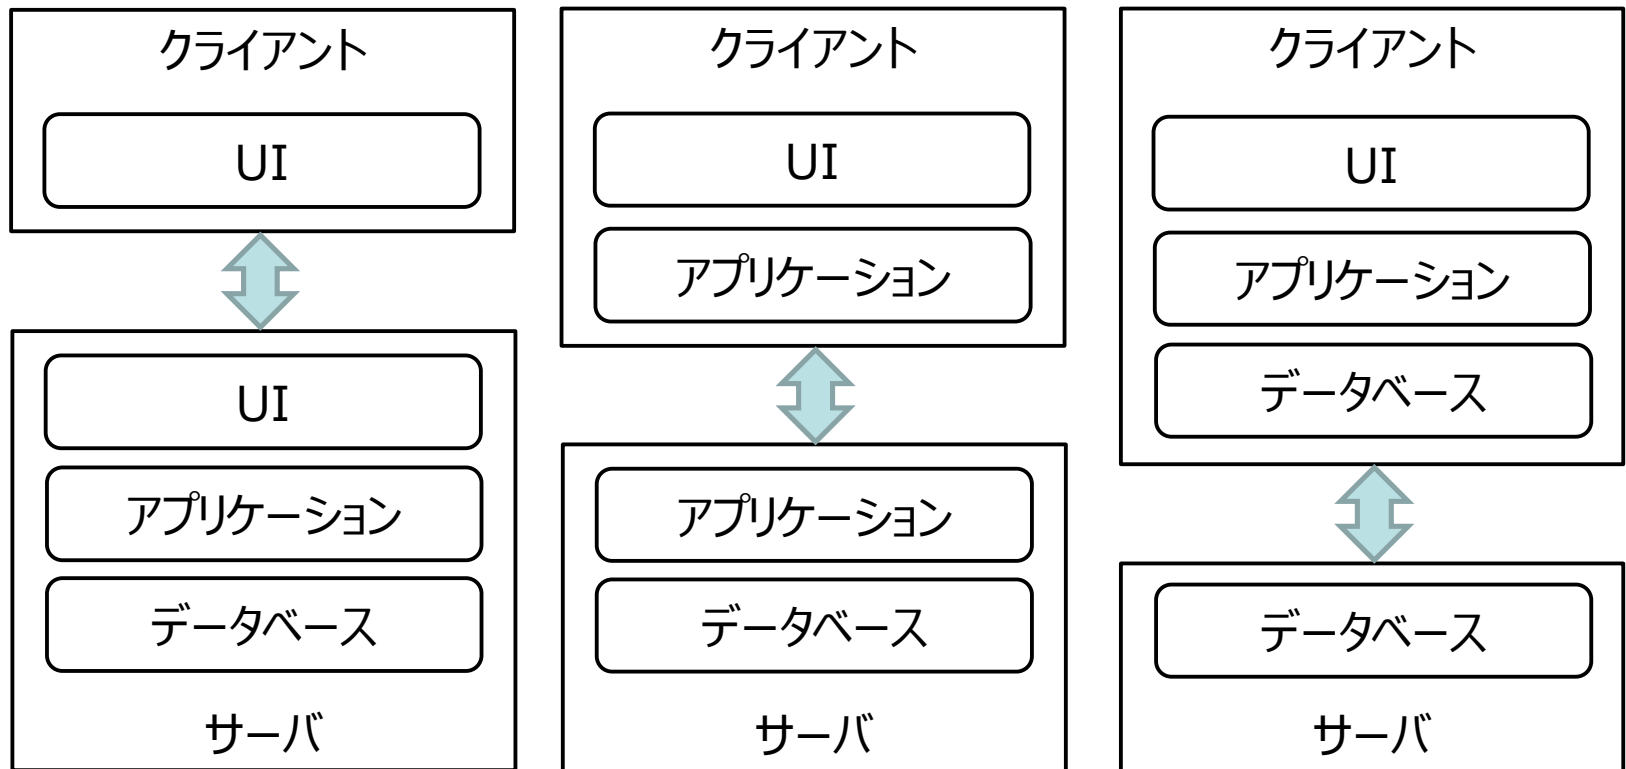 クライアント
UI
UI
アプリケーション
データベース
サーバ
クライアント
UI
アプリケーション
アプリケーション
データベース
サーバ
クライアント
UI
アプリケーション
データベース
データベース
サーバ